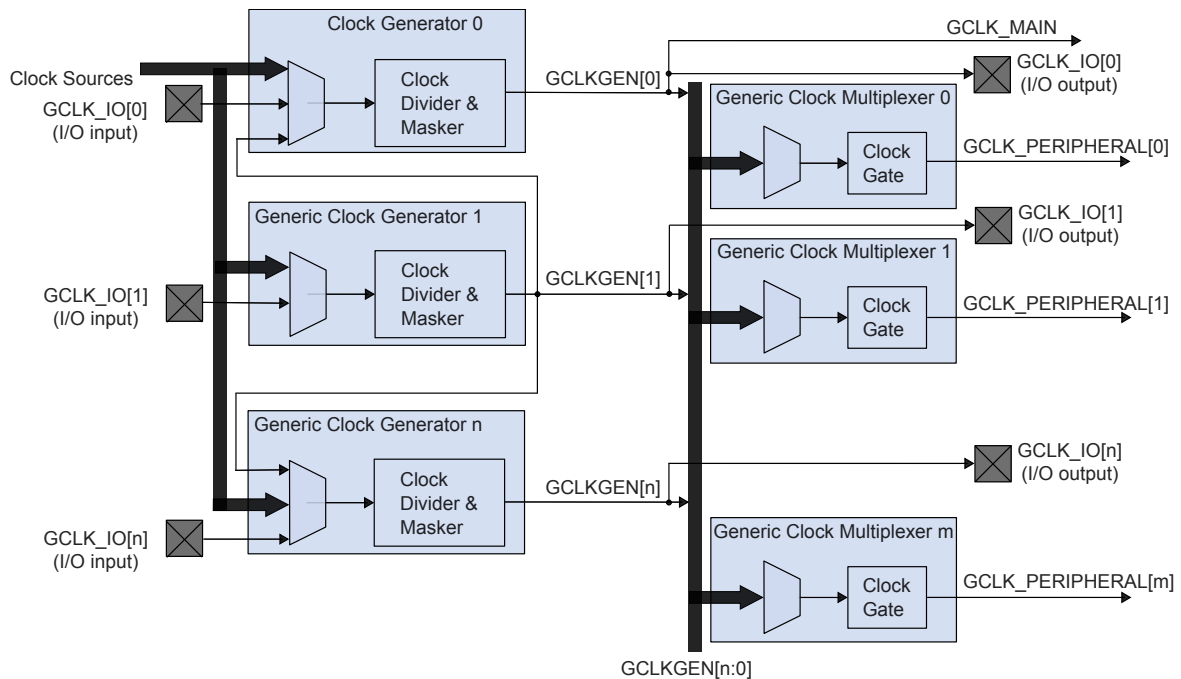 Clock Generator 0
Clock Sources
GCLK_IO[0]
(I/O input)
Clock
Divider &
Masker
GCLKGEN[0]
GCLK_MAIN
GCLK_IO[0]
(I/O output)
Generic Clock Multiplexer 0
Clock
Gate
GCLK_PERIPHERAL[0]
Generic Clock Generator 1
GCLK_IO[1]
(I/O input)
Clock
Divider &
Masker
GCLKGEN[1]
GCLK_IO[1]
(I/O output)
Generic Clock Multiplexer 1
Clock
Gate
GCLK_PERIPHERAL[1]
Generic Clock Generator n
GCLK_IO[n]
(I/O input)
Clock
Divider &
Masker
GCLKGEN[n]
GCLK_IO[n]
(I/O output)
Generic Clock Multiplexer m
Clock
Gate
GCLK_PERIPHERAL[m]
GCLKGEN[n:0]